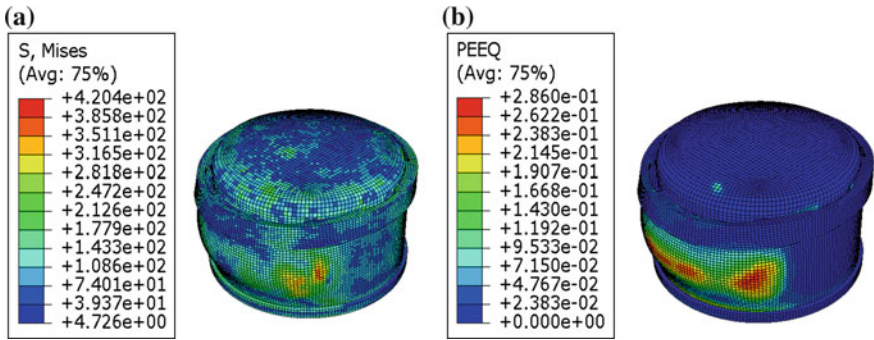 (a)
S, Mises
(Avg: 75%)
+4.204e+02
+3.858e+02
+3.511e+02
+3.165e+02
+2.818e+02
+2.472e+02
+2.126e+02
+1.779e+02
+1.433e+02
+1.086e+02
+7.401e+01
+3.937e+01
+4.726e+00
(b)
PEEQ
(Avg: 75%)
+2.860e-01
+2.622e-01
+2.383e-01
+2.145e-01
+1.907e-01
+1.668e-01
+1.430e-01
+1.192e-01
+9.533e-02
+7.150e-02
+4.767e-02
+2.383e-02
+0.000e+00